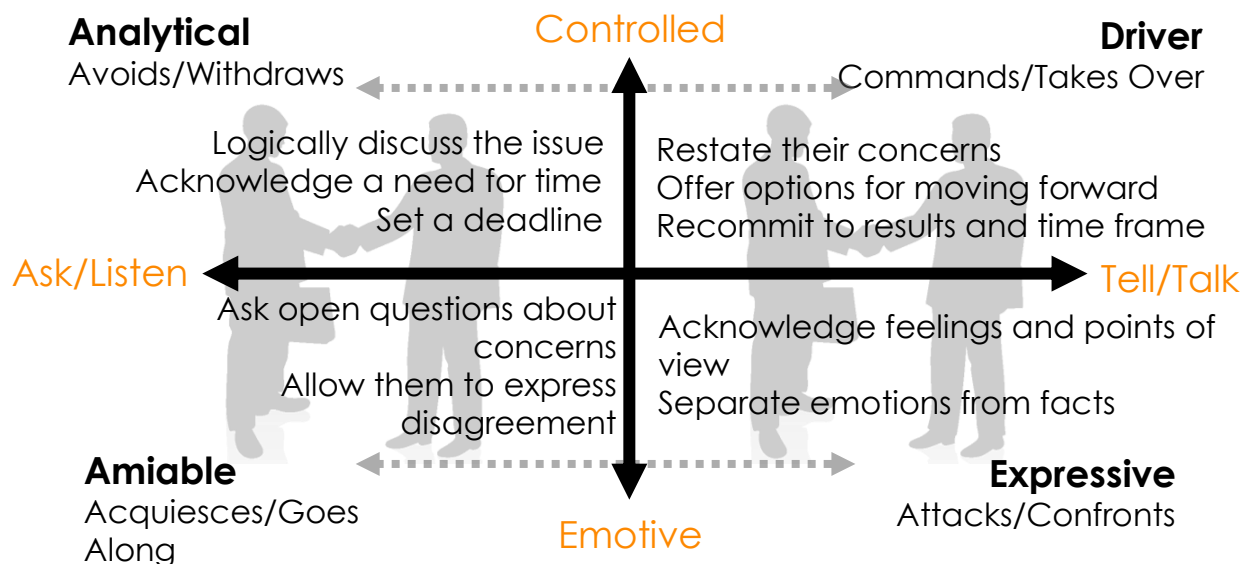 Analytical
Avoids/Withdraws
Controlled
Driver
Commands/Takes Over
Logically discuss the issue
Acknowledge a need for time
Set a deadline
Restate their concerns
Offer options for moving forward
Recommit to results and time frame
Ask/Listen
Tell/Talk
Ask open questions about
concerns
Allow them to express
disagreement
Acknowledge feelings and points of
view
Separate emotions from facts
Amiable
Acquiesces/Goes
Along
Emotive
Expressive
Attacks/Confronts